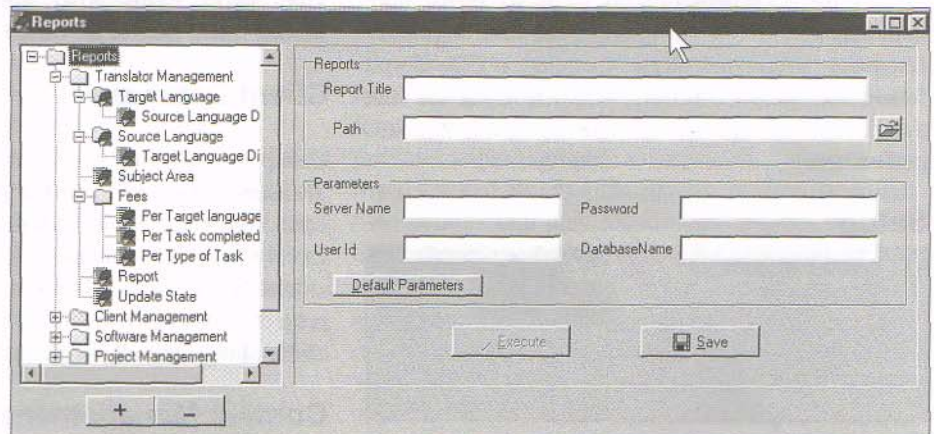 Reports
Reports
Translator Management
Target Language
Source Language D
Source Language
Target Language Di
Subject Area
Fees
Per Target language
Per Task completed
Per Type of Task
Report
Update State
Client Management
Software Management
Project Management
+
–
Reports
Report Title
Path
Parameters
Server Name
Password
User Id
DatabaseName
Default Parameters
Execute
Save